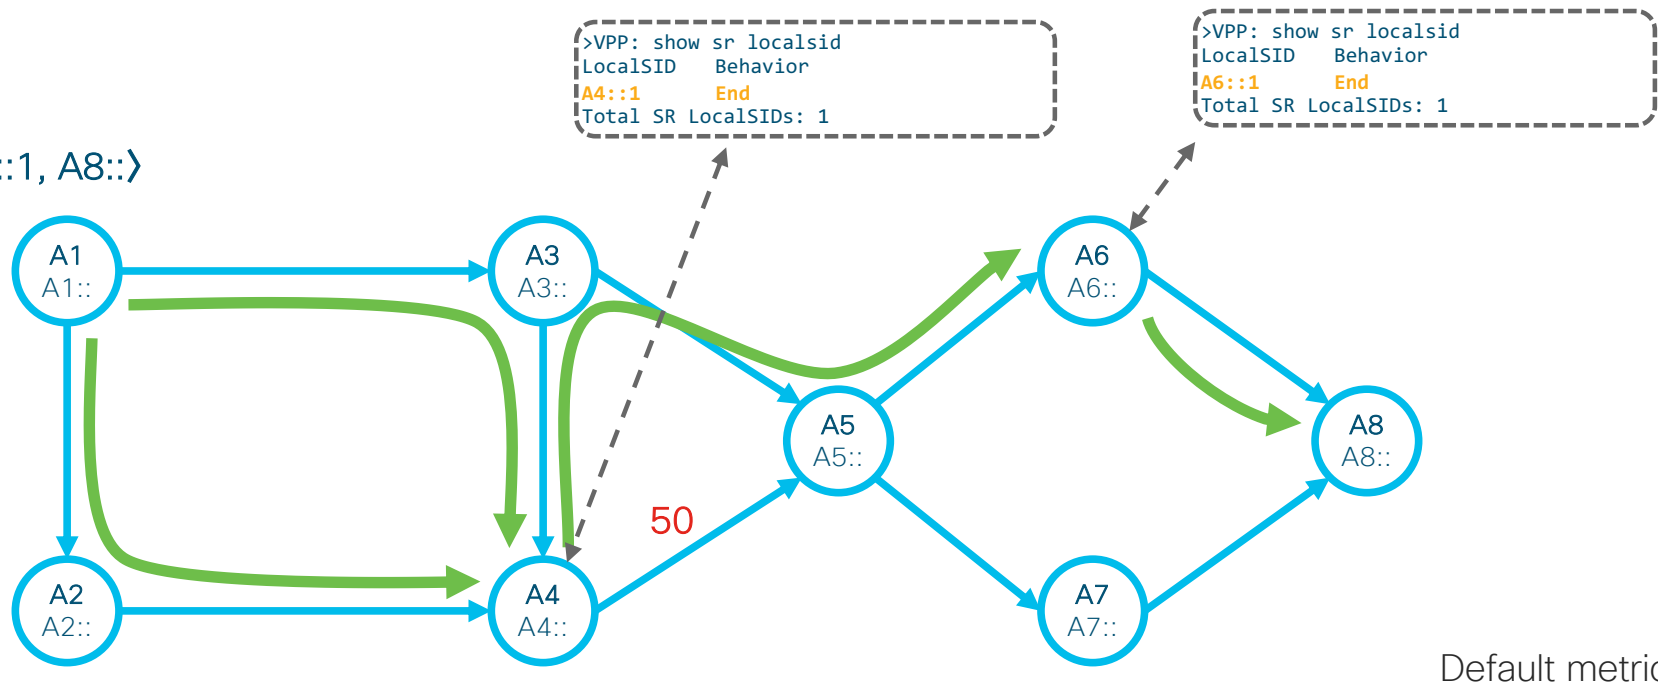 >VPP: show sr localsid
LocalSID Behavior
A4::1 End
Total SR LocalSIDs: 1
>VPP: show sr localsid
LocalSID Behavior
A6::1 End
Total SR LocalSIDs: 1
::1, A8::⟩
A1
A1::
A3
A3::
A6
A6::
A5
A5::
A8
A8::
50
A2
A2::
A4
A4::
A7
A7::
Default metric